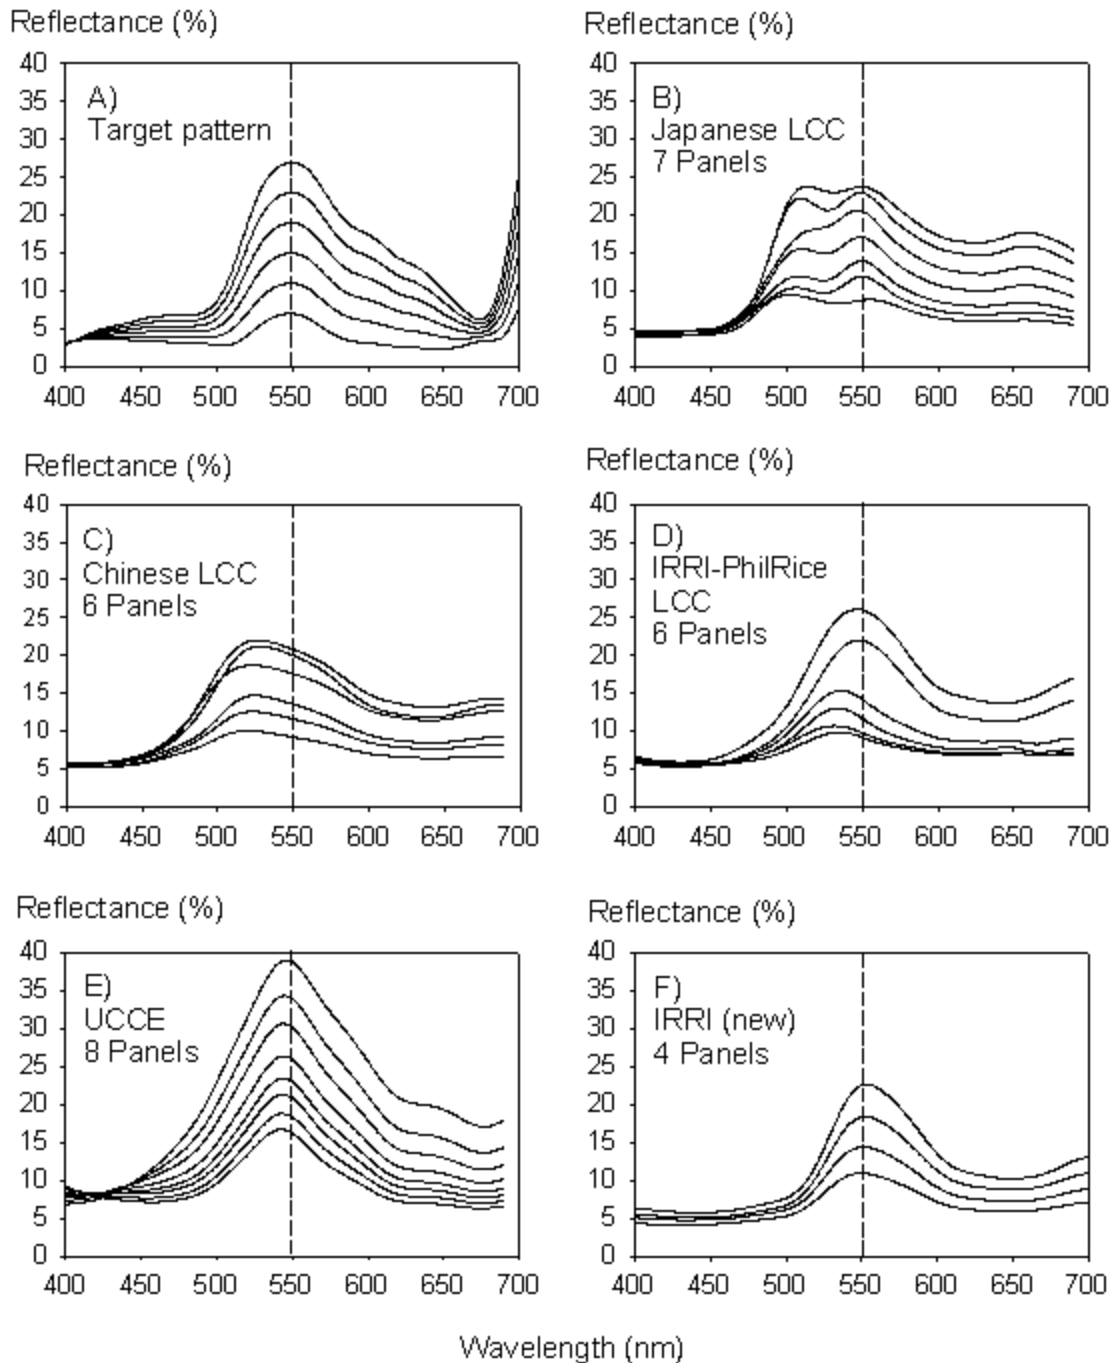 Reflectance (%)
40
35
30
25
20
15
10
5
0
A)
Target pattern
400 450 500 550 600 650 700
Reflectance (%)
40
35
30
25
20
15
10
5
0
B)
Japanese LCC
7 Panels
400 450 500 550 600 650 700
Reflectance (%)
40
35
30
25
20
15
10
5
0
C)
Chinese LCC
6 Panels
400 450 500 550 600 650 700
Reflectance (%)
40
35
30
25
20
15
10
5
0
D)
IRRI-PhilRice
LCC
6 Panels
400 450 500 550 600 650 700
Reflectance (%)
40
35
30
25
20
15
10
5
0
E)
UCCE
8 Panels
400 450 500 550 600 650 700
Reflectance (%)
40
35
30
25
20
15
10
5
0
F)
IRRI (new)
4 Panels
400 450 500 550 600 650 700
Wavelength (nm)